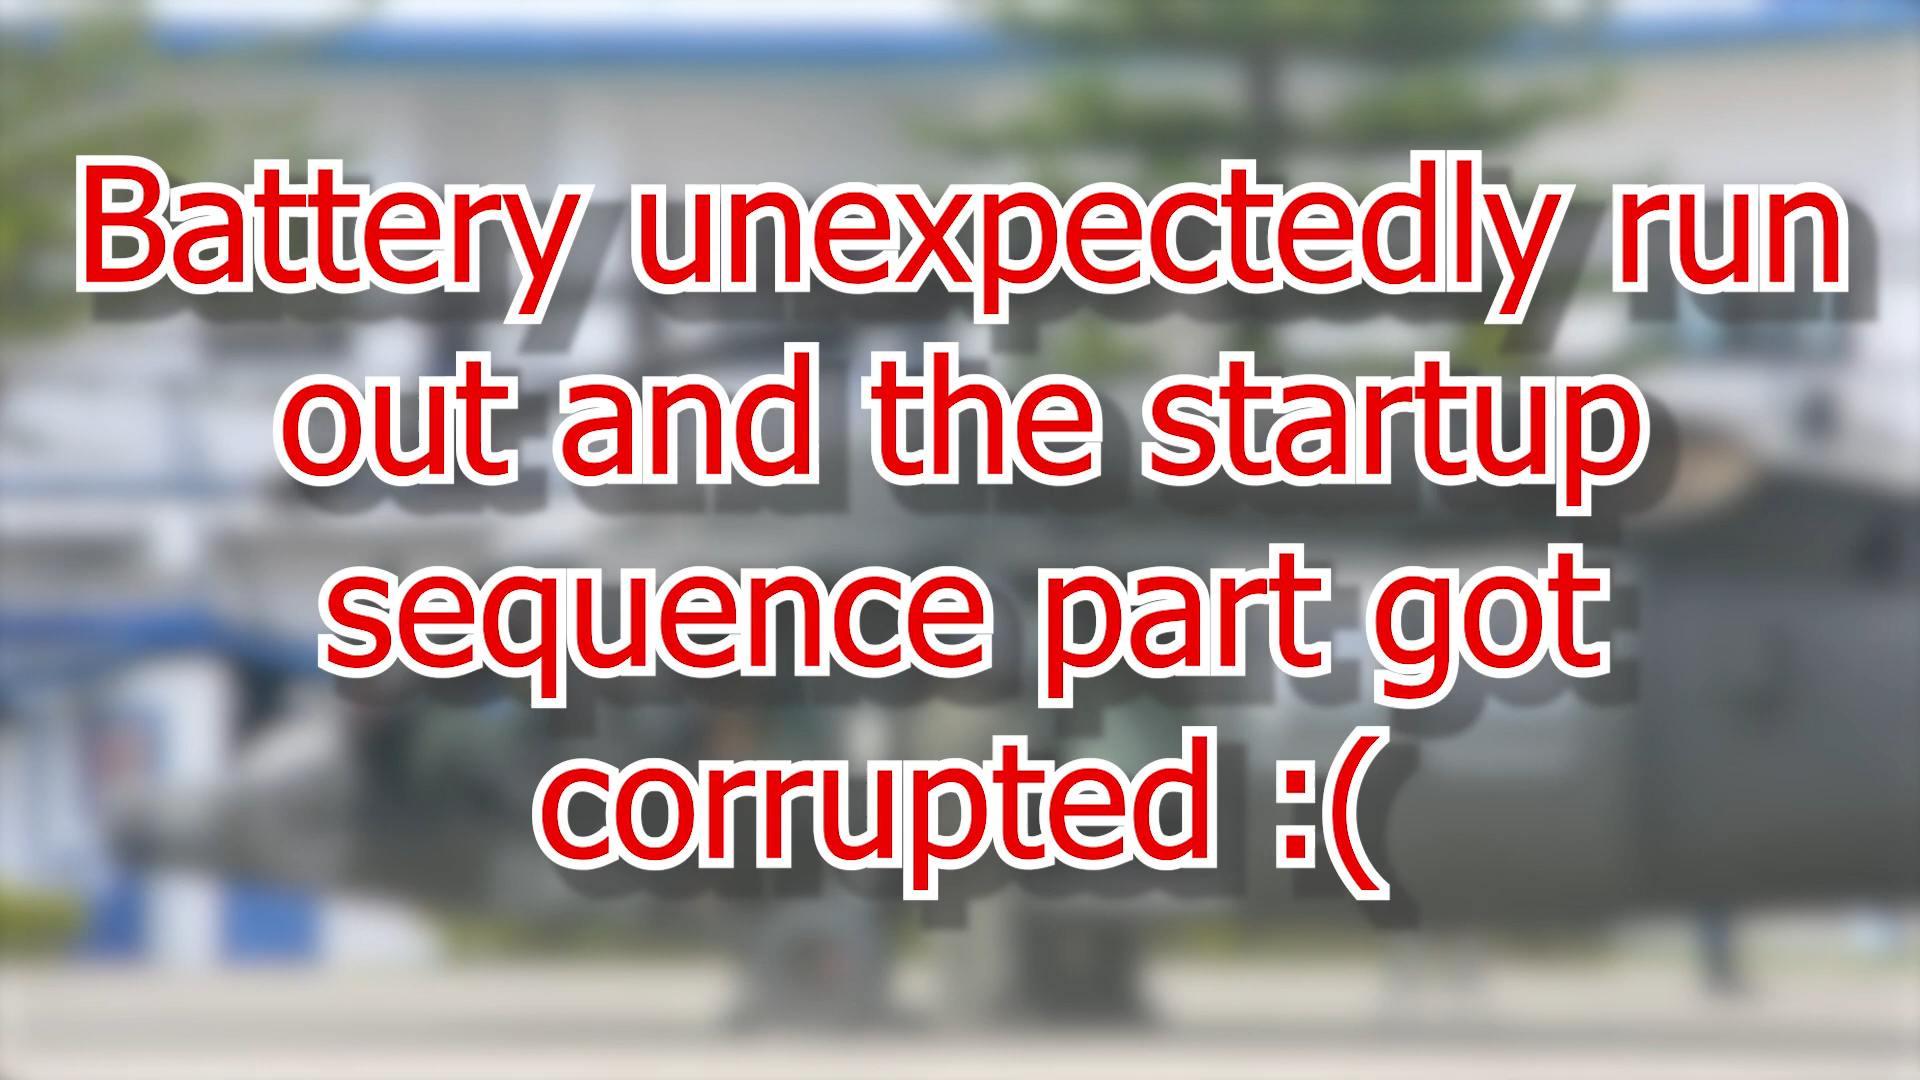 Battery unexpectedly run
out and the startup
sequence part got
corrupted :(